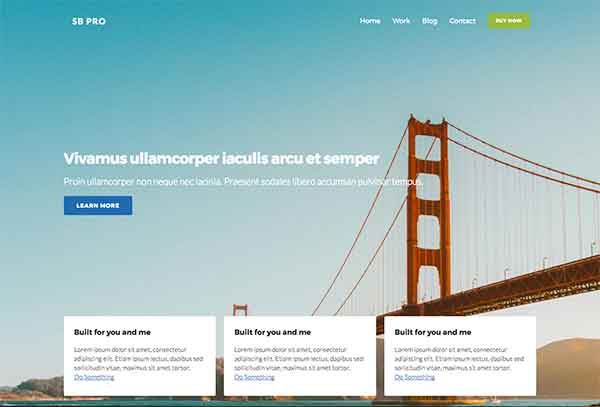 SB PRO
Home Work Blog Contact BUY NOW
Vivamus ullamcorper iaculis arcu et semper
Proin ullamcorper non neque nec lacinia. Praesent sodales libero accumsan pulvinar tempus.
LEARN MORE
Built for you and me
Lorem ipsum dolor sit amet, consectetur
adipiscing elit. Etiam ipsum lectus, dapibus sed
sollicitudin vitae, maximus sit amet tortor.
Do Something
Built for you and me
Lorem ipsum dolor sit amet, consectetur
adipiscing elit. Etiam ipsum lectus, dapibus sed
sollicitudin vitae, maximus sit amet tortor.
Do Something
Built for you and me
Lorem ipsum dolor sit amet, consectetur
adipiscing elit. Etiam ipsum lectus, dapibus sed
sollicitudin vitae, maximus sit amet tortor.
Do Something